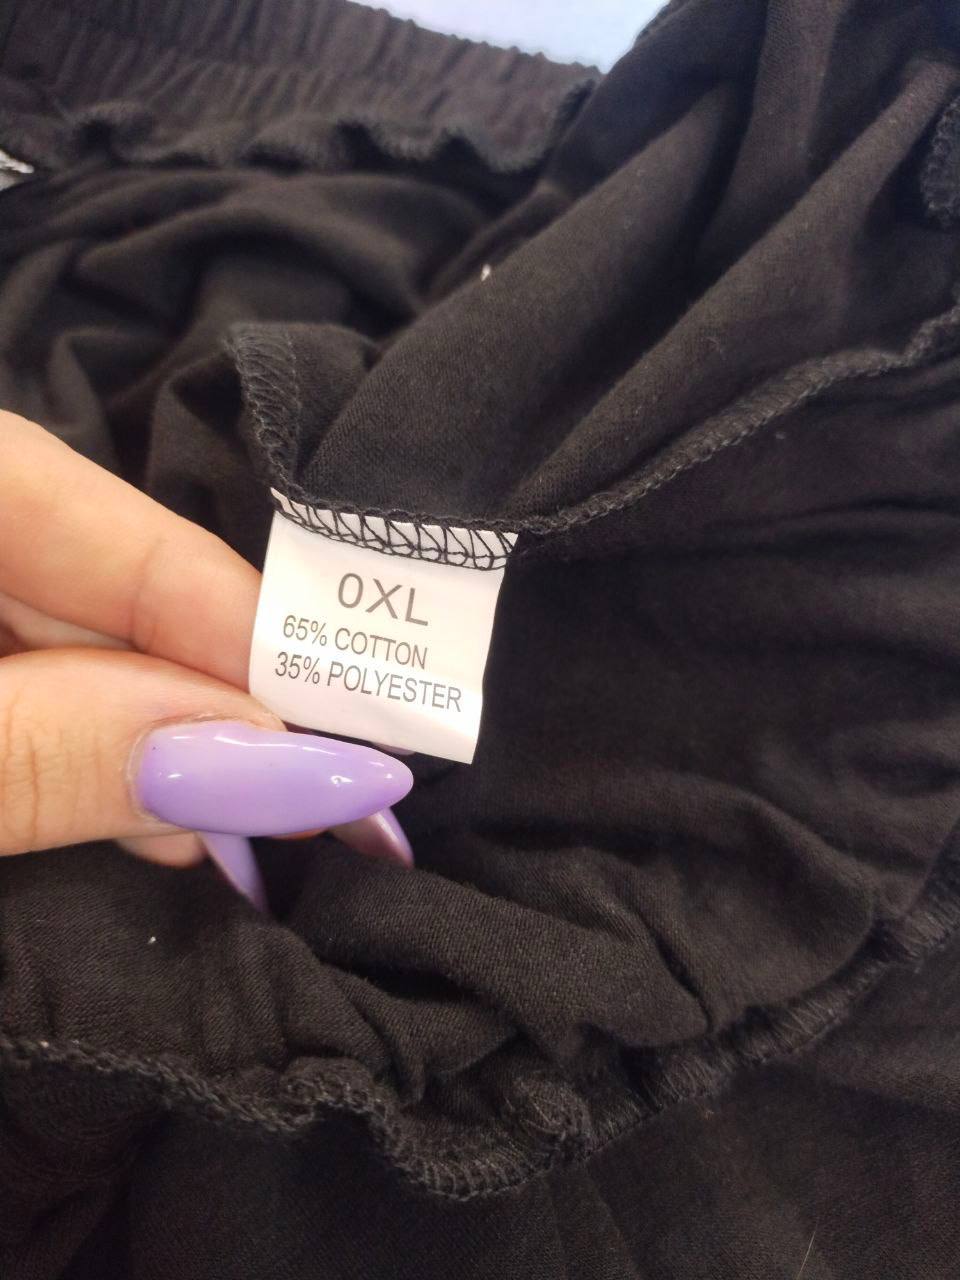 0XL
65% COTTON
35% POLYESTER